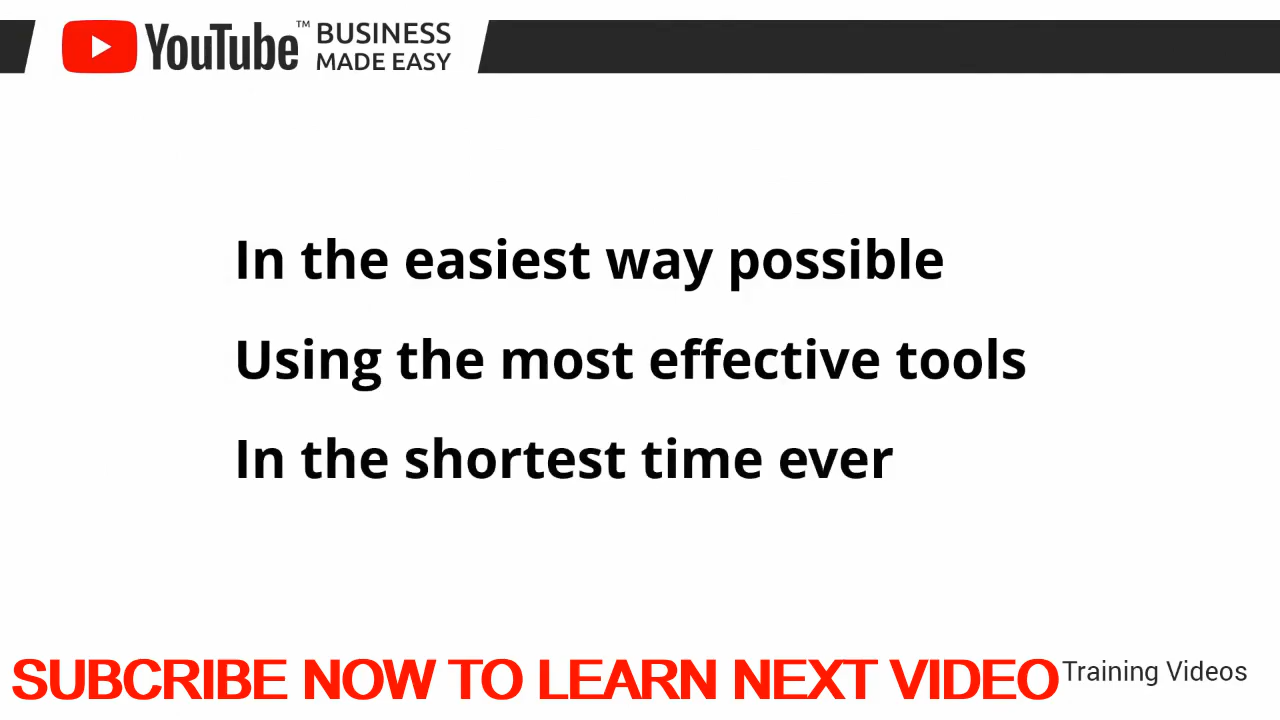 YouTube™ BUSINESS
MADE EASY
In the easiest way possible
Using the most effective tools
In the shortest time ever
SUBCRIBE NOW TO LEARN NEXT VIDEO Training Videos